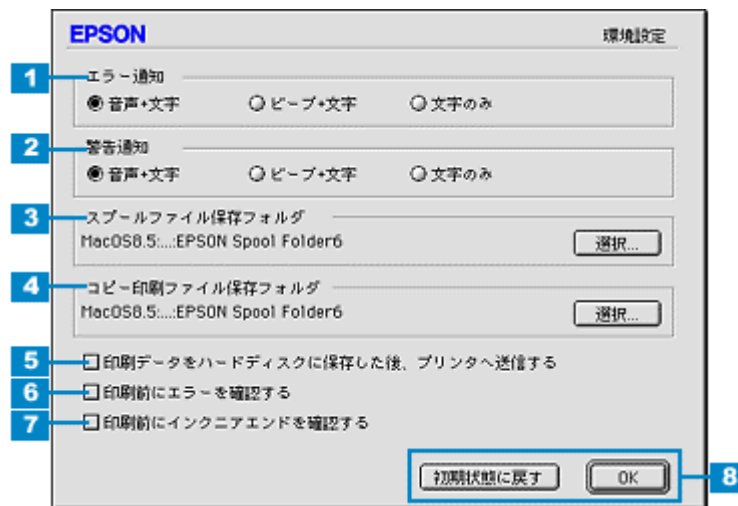 EPSON 環境設定
1 エラー通知
音声+文字 ビープ+文字 文字のみ
2 警告通知
音声+文字 ビープ+文字 文字のみ
3 スプールファイル保存フォルダ
MacOS8.5:...:EPSON Spool Folder6 選択...
4 コピー印刷ファイル保存フォルダ
MacOS8.5:...:EPSON Spool Folder6 選択...
5 印刷データをハードディスクに保存した後、プリンタへ送信する
6 印刷前にエラーを確認する
7 印刷前にインクニアエンドを確認する
初期状態に戻す OK 8